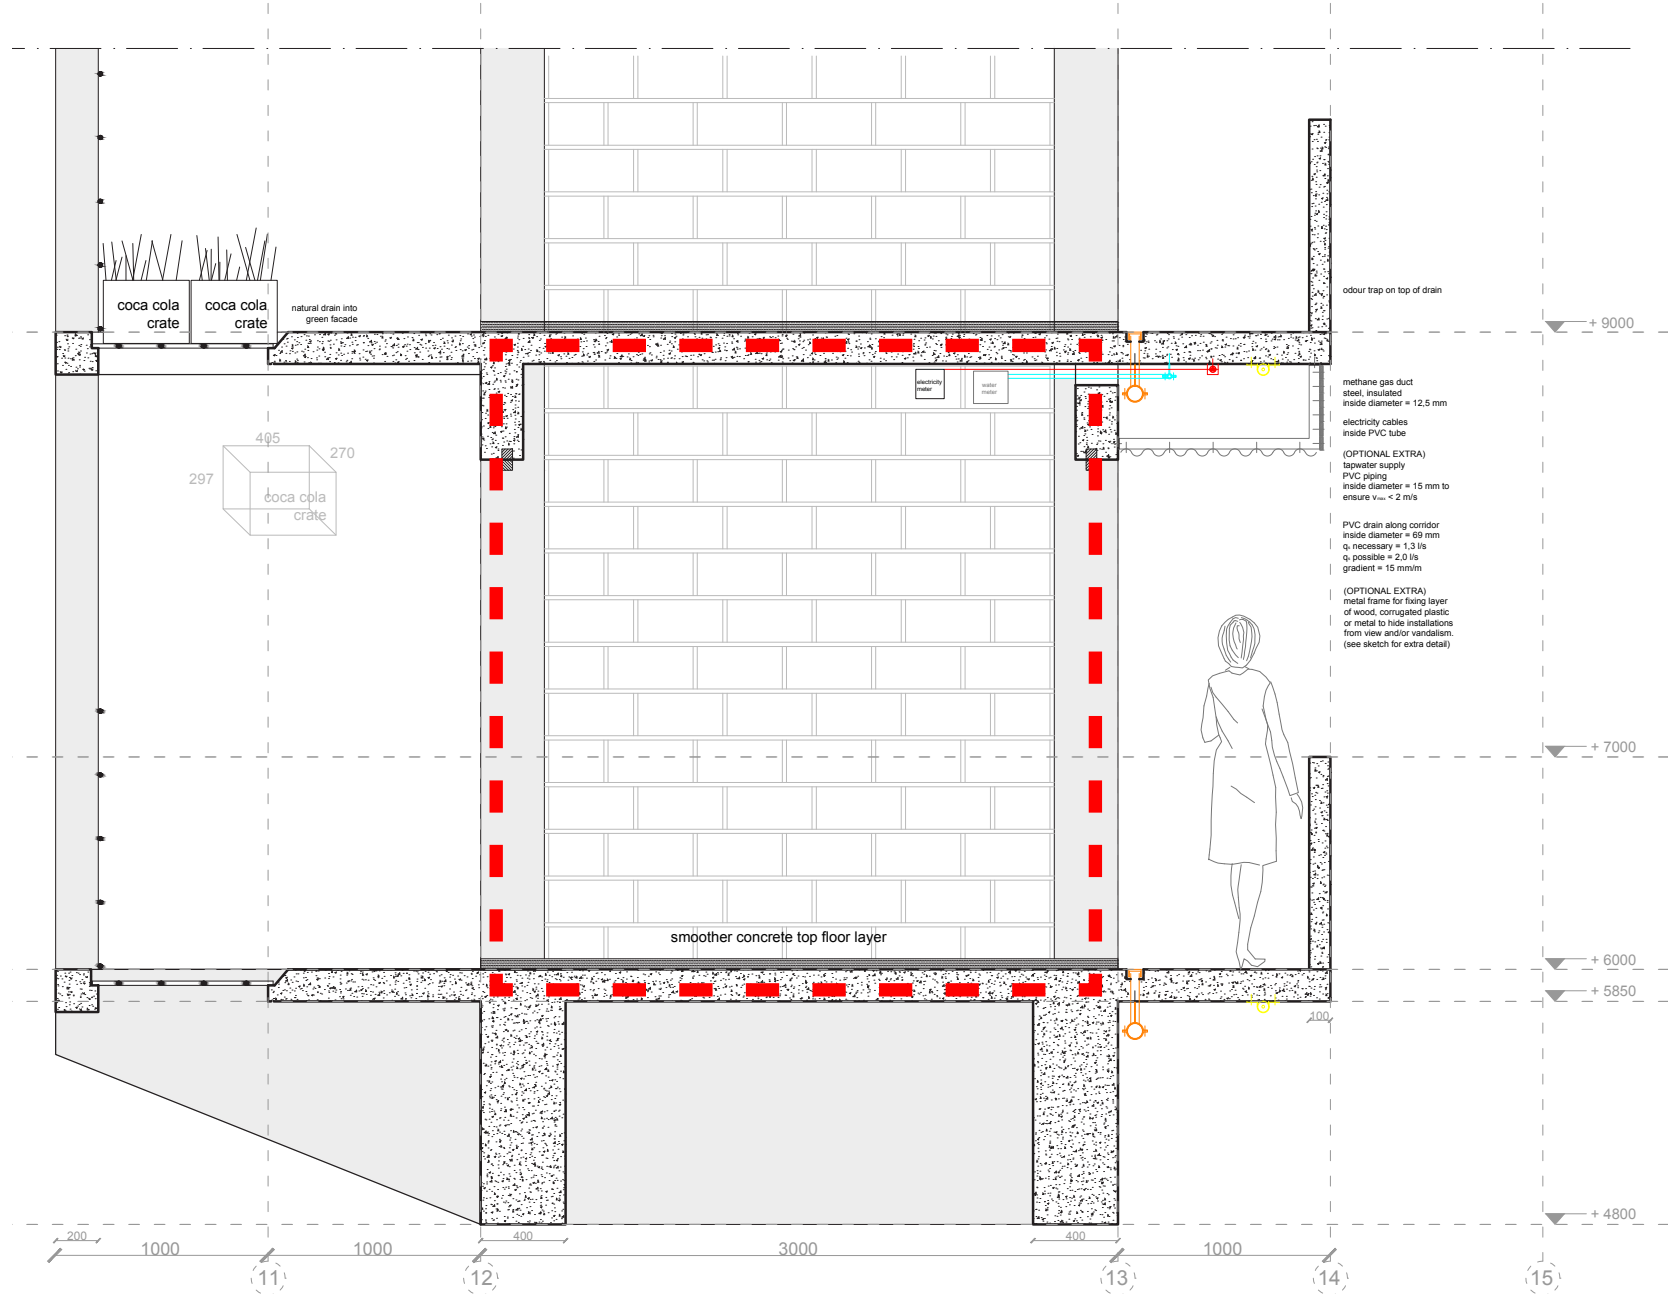 coca cola
crate
coca cola
crate
natural drain into
green facade
odour trap on top of drain
+ 9000
electricity
meter
water
meter
methane gas duct
steel, insulated
inside diameter = 12,5 mm
electricity cables
inside PVC tube
(OPTIONAL EXTRA)
tapwater supply
PVC piping
inside diameter = 15 mm to
ensure vmax < 2 m/s
405
270
297
coca cola
crate
PVC drain along corridor
inside diameter = 69 mm
necessary = 1,3 l/s
possible = 2,0 l/s
gradient = 15 mm/m
(OPTIONAL EXTRA)
metal frame for fixing layer
of wood, corrugated plastic
or metal to hide installations
from view and/or vandalism.
(see sketch for extra detail)
+ 7000
smoother concrete top floor layer
+ 6000
+ 5850
100
+ 4800
200
400
400
1000
1000
3000
1000
11
12
13
14
15